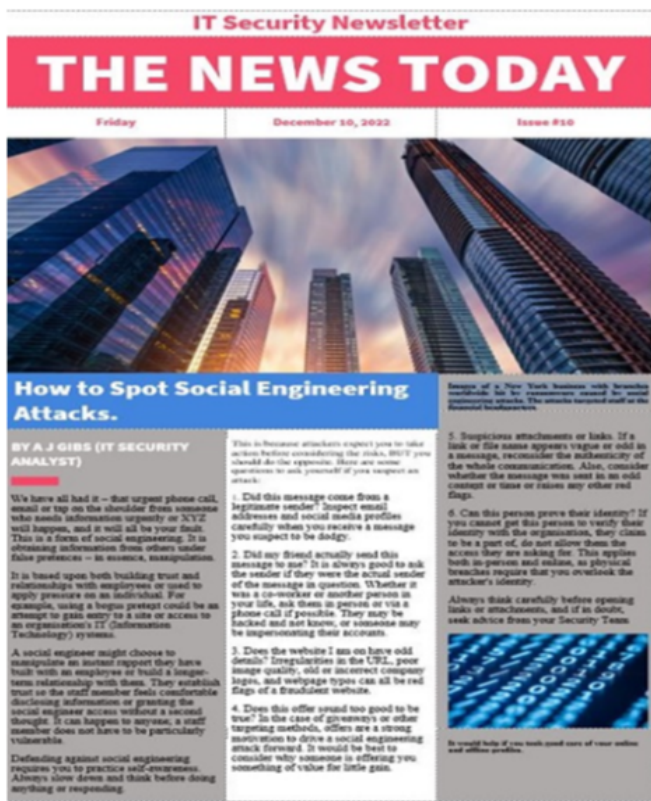 IT Security Newsletter
THE NEWS TODAY
Friday
December 10, 2022
Issue #10
How to Spot Social Engineering
Attacks.
BY A J GIBS (IT SECURITY
ANALYST)
We have all had it – that urgent phone call,
email or tap on the shoulder from someone
who needs information urgently or XYZ
will happen, and it will all be your fault.
This is a form of social engineering. It is
obtaining information from others under
false pretences – in essence, manipulation.
It is based upon both building trust and
relationships with employees or used to
apply pressure on an individual. For
example, using a bogus pretext could be an
attempt to gain entry to a site or access to
an organisation's IT (Information
Technology) systems.
A social engineer might choose to
manipulate an instant rapport they have
built with an employee or build a longer-
term relationship with them. They establish
trust so the staff member feels comfortable
disclosing information or granting the
social engineer access without a second
thought. It can happen to anyone, a staff
member does not have to be particularly
vulnerable.
Defending against social engineering
requires you to practice self-awareness.
Always slow down and think before doing
anything or responding.
This is because attackers expect you to take
action before considering the risks, BUT you
should do the opposite. Here are some
questions to ask yourself if you suspect an
attack:
1. Did this message come from a
legitimate sender? Inspect email
addresses and social media profiles
carefully when you receive a message
you suspect to be dodgy.
2. Did my friend actually send this
message to me? It is always good to ask
the sender if they were the actual sender
of the message in question. Whether it
was a co-worker or another person in
your life, ask them in person or via a
phone call if possible. They may be
hacked and not know, or someone may
be impersonating their accounts.
3. Does the website I am on have odd
details? Irregularities in the URL, poor
image quality, old or incorrect company
logos, and webpage typos can all be red
flags of a fraudulent website.
4. Does this offer sound too good to be
true? In the case of giveaways or other
targeting methods, offers are a strong
motivation to drive a social engineering
attack forward. It would be best to
consider why someone is offering you
something of value for little gain.
Images of a New York business with branches
worldwide hit by ransomware caused by social
engineering attacks. The attacks targeted staff at the
financial headquarters.
5. Suspicious attachments or links. If a
link or file name appears vague or odd in
a message, reconsider the authenticity of
the whole communication. Also, consider
whether the message was sent in an odd
context or time or raises any other red
flags.
6. Can this person prove their identity? If
you cannot get this person to verify their
identity with the organisation, they claim
to be a part of, do not allow them the
access they are asking for. This applies
both in-person and online, as physical
breaches require that you overlook the
attacker's identity.
Always think carefully before opening
links or attachments, and if in doubt,
seek advice from your Security Team
It would help if you took good care of your online
and offline profiles.